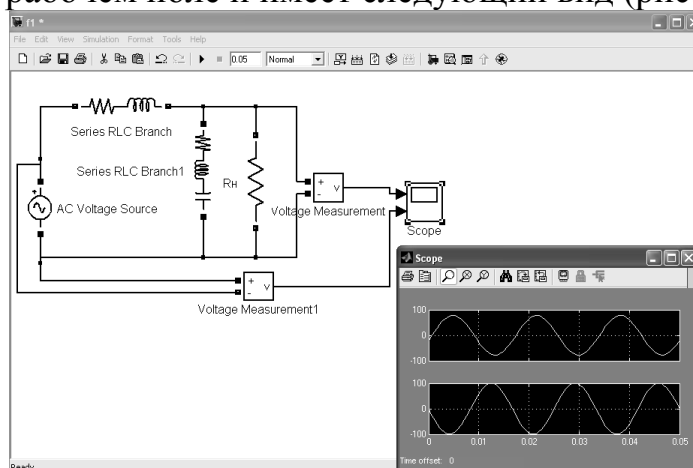 рабочем поле и имеет следующий вид (рис
f1 *
File Edit View Simulation Format Tools Help
0.05 Normal
Series RLC Branch
Series RLC Branch1
Rн
AC Voltage Source
+
-
v
Voltage Measurement
Scope
+
-
v
Voltage Measurement1
Scope
100
0
-100
100
0
-100
0 0.01 0.02 0.03 0.04 0.05
Time offset: 0
Ready